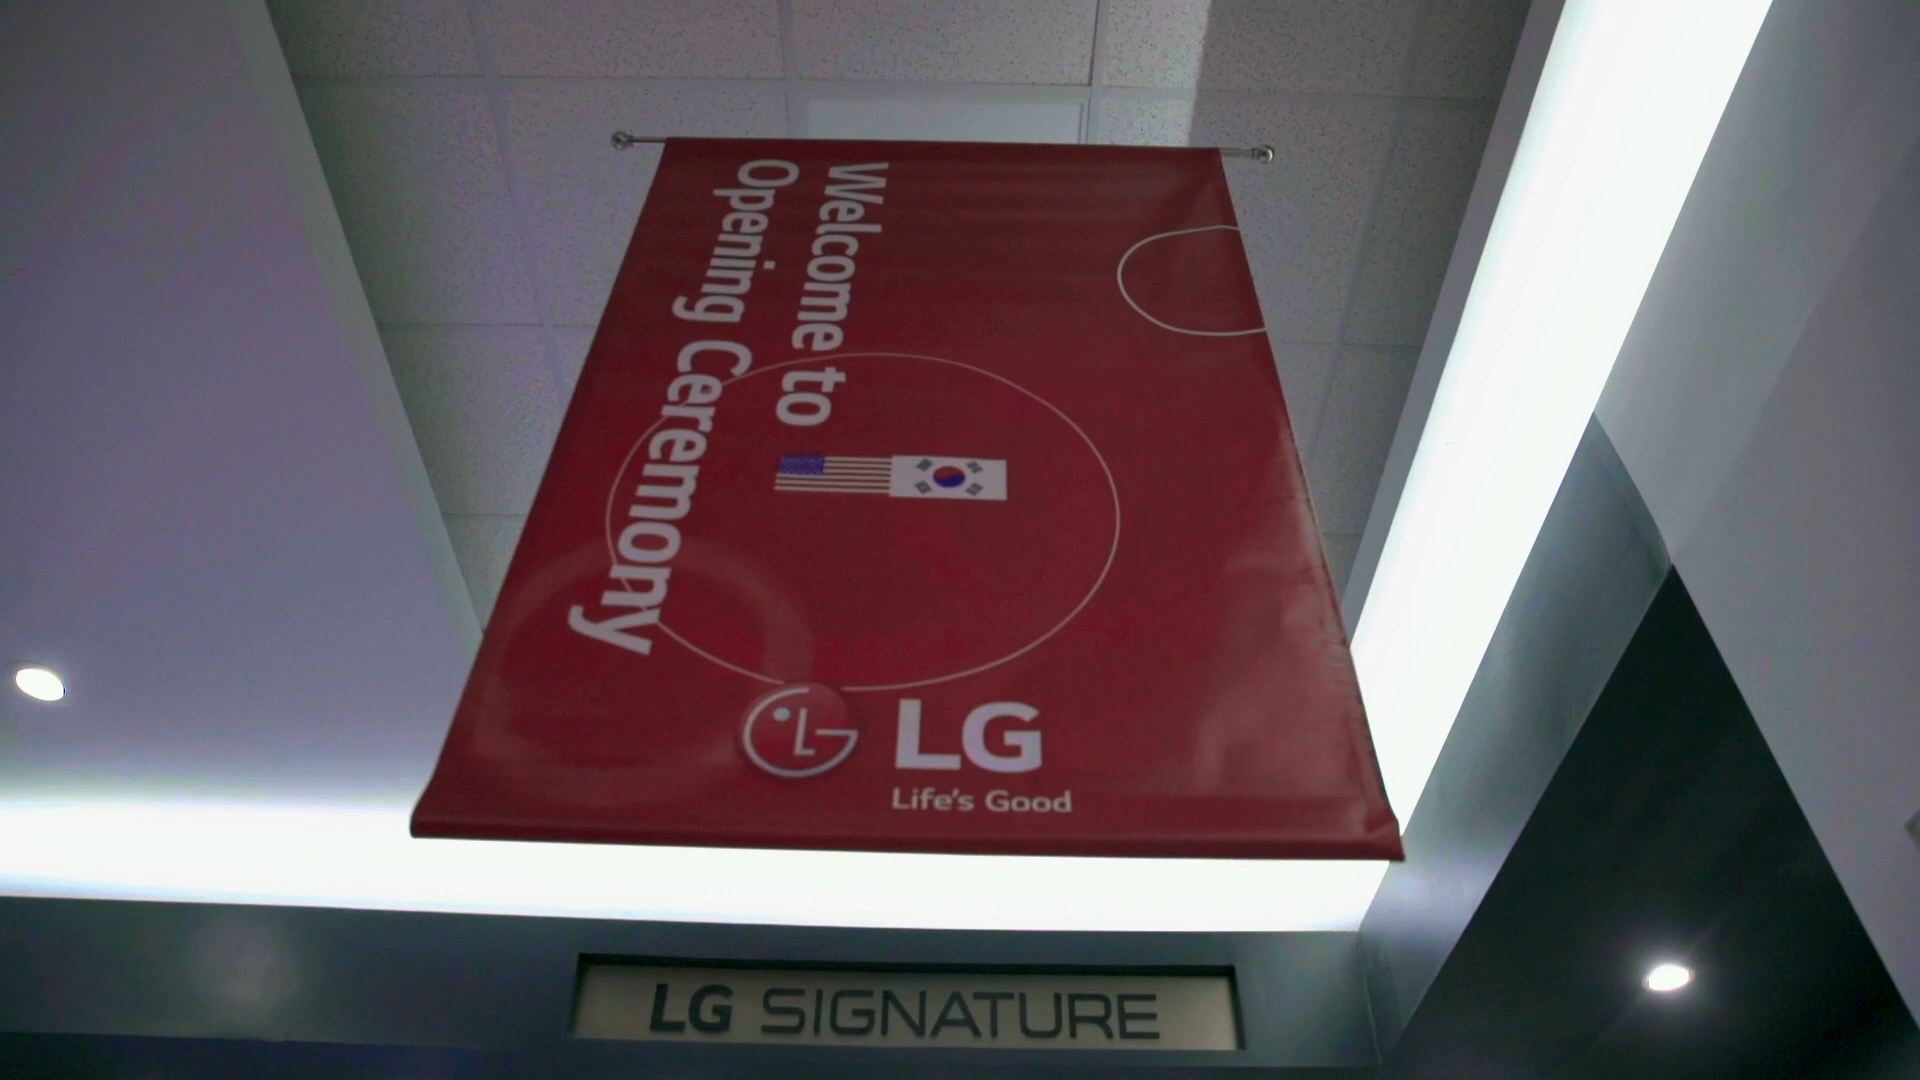 Welcome to
Opening Ceremony
LG
Life's Good
LG SIGNATURE